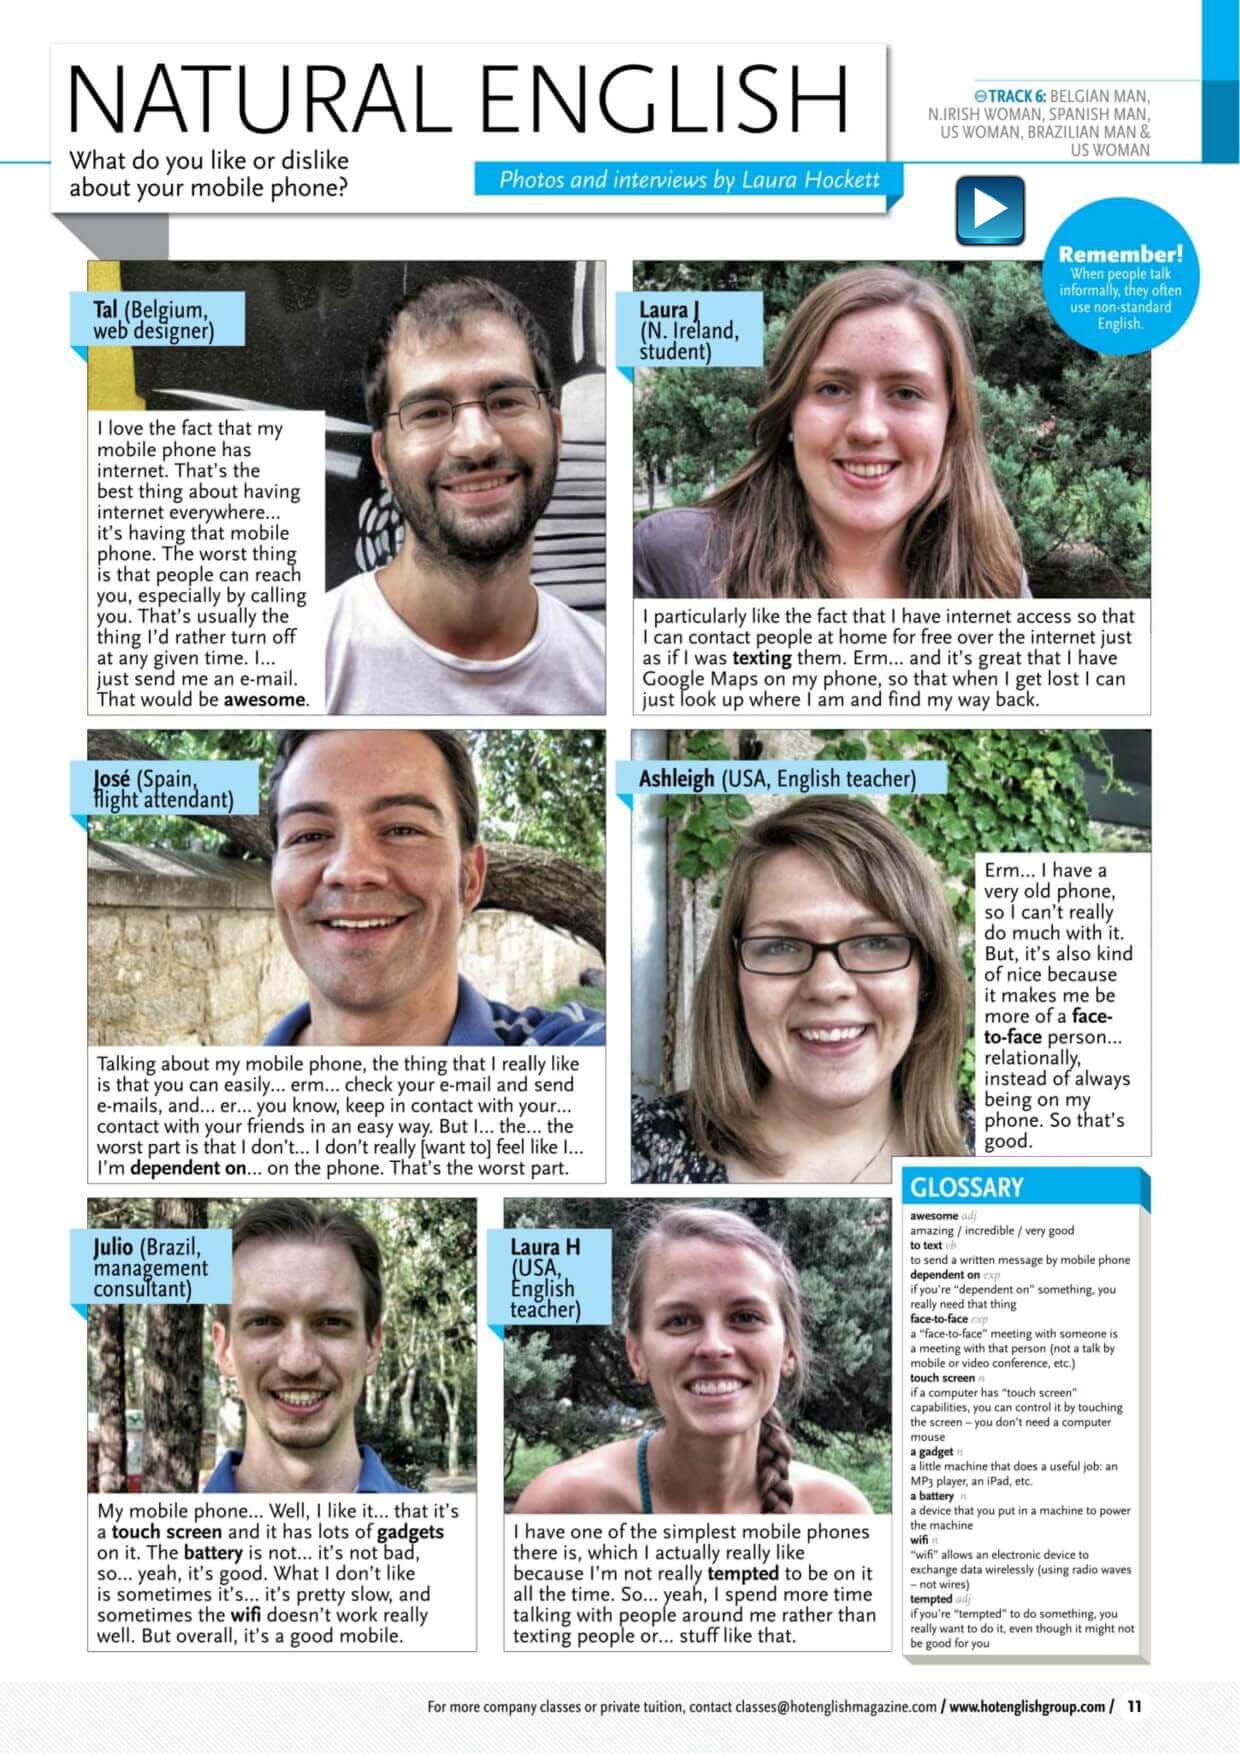 NATURAL ENGLISH
What do you like or dislike
about your mobile phone?
Photos and interviews by Laura Hockett
TRACK 6: BELGIAN MAN,
N.IRISH WOMAN, SPANISH MAN,
US WOMAN, BRAZILIAN MAN &
US WOMAN
Remember!
When people talk
informally, they often
use non-standard
English.
Tal (Belgium,
web designer)
I love the fact that my
mobile phone has
internet. That's the
best thing about having
internet everywhere...
it's having that mobile
phone. The worst thing
is that people can reach
you, especially by calling
you. That's usually the
thing I'd rather turn off
at any given time. I...
just send me an e-mail.
That would be awesome.
Laura J
(N. Ireland,
student)
I particularly like the fact that I have internet access so that
I can contact people at home for free over the internet just
as if I was texting them. Erm... and it's great that I have
Google Maps on my phone, so that when I get lost I can
just look up where I am and find my way back.
José (Spain,
flight attendant)
Talking about my mobile phone, the thing that I really like
is that you can easily... erm... check your e-mail and send
e-mails, and... er... you know, keep in contact with your...
contact with your friends in an easy way. But I... the... the
worst part is that I don't... I don't really [want to] feel like I...
I'm dependent on... on the phone. That's the worst part.
Ashleigh (USA, English teacher)
Erm... I have a
very old phone,
so I can't really
do much with it.
But, it's also kind
of nice because
it makes me be
more of a face-
to-face person...
relationally,
instead of always
being on my
phone. So that's
good.
Julio (Brazil,
management
consultant)
My mobile phone... Well, I like it... that it's
a touch screen and it has lots of gadgets
on it. The battery is not... it's not bad,
so... yeah, it's good. What I don't like
is sometimes it's... it's pretty slow, and
sometimes the wifi doesn't work really
well. But overall, it's a good mobile.
Laura H
(USA,
English
teacher)
I have one of the simplest mobile phones
there is, which I actually really like
because I'm not really tempted to be on it
all the time. So... yeah, I spend more time
talking with people around me rather than
texting people or... stuff like that.
GLOSSARY
awesome adj
amazing / incredible / very good
to text vb
to send a written message by mobile phone
dependent on exp
if you're "dependent on" something, you
really need that thing
face-to-face exp
a "face-to-face" meeting with someone is
a meeting with that person (not a talk by
mobile or video conference, etc.)
touch screen n
if a computer has "touch screen"
capabilities, you can control it by touching
the screen – you don't need a computer
mouse
a gadget n
a little machine that does a useful job: an
MP3 player, an iPad, etc.
a battery n
a device that you put in a machine to power
the machine
wifi n
"wifi" allows an electronic device to
exchange data wirelessly (using radio waves
– not wires)
tempted adj
if you're "tempted" to do something, you
really want to do it, even though it might not
be good for you
For more company classes or private tuition, contact classes@hotenglishmagazine.com / www.hotenglishgroup.com / 11